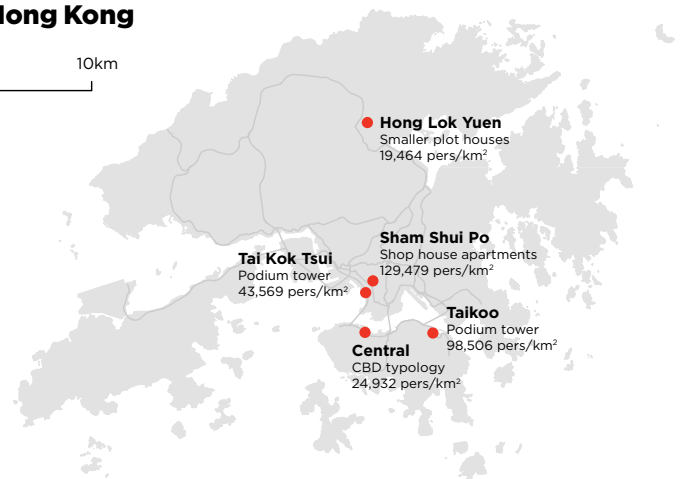 Hong Kong
10km
Hong Lok Yuen
Smaller plot houses
19,464 pers/km²
Sham Shui Po
Shop house apartments
129,479 pers/km²
Tai Kok Tsui
Podium tower
43,569 pers/km²
Taikoo
Podium tower
98,506 pers/km²
Central
CBD typology
24,932 pers/km²